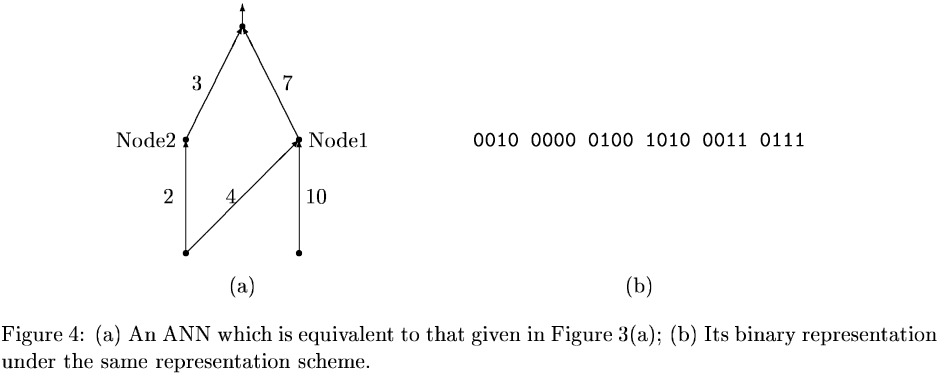 3 7
Node2 Node1
0010 0000 0100 1010 0011 0111
2 4 10
(a) (b)
Figure 4: (a) An ANN which is equivalent to that given in Figure 3(a); (b) Its binary representation
under the same representation scheme.